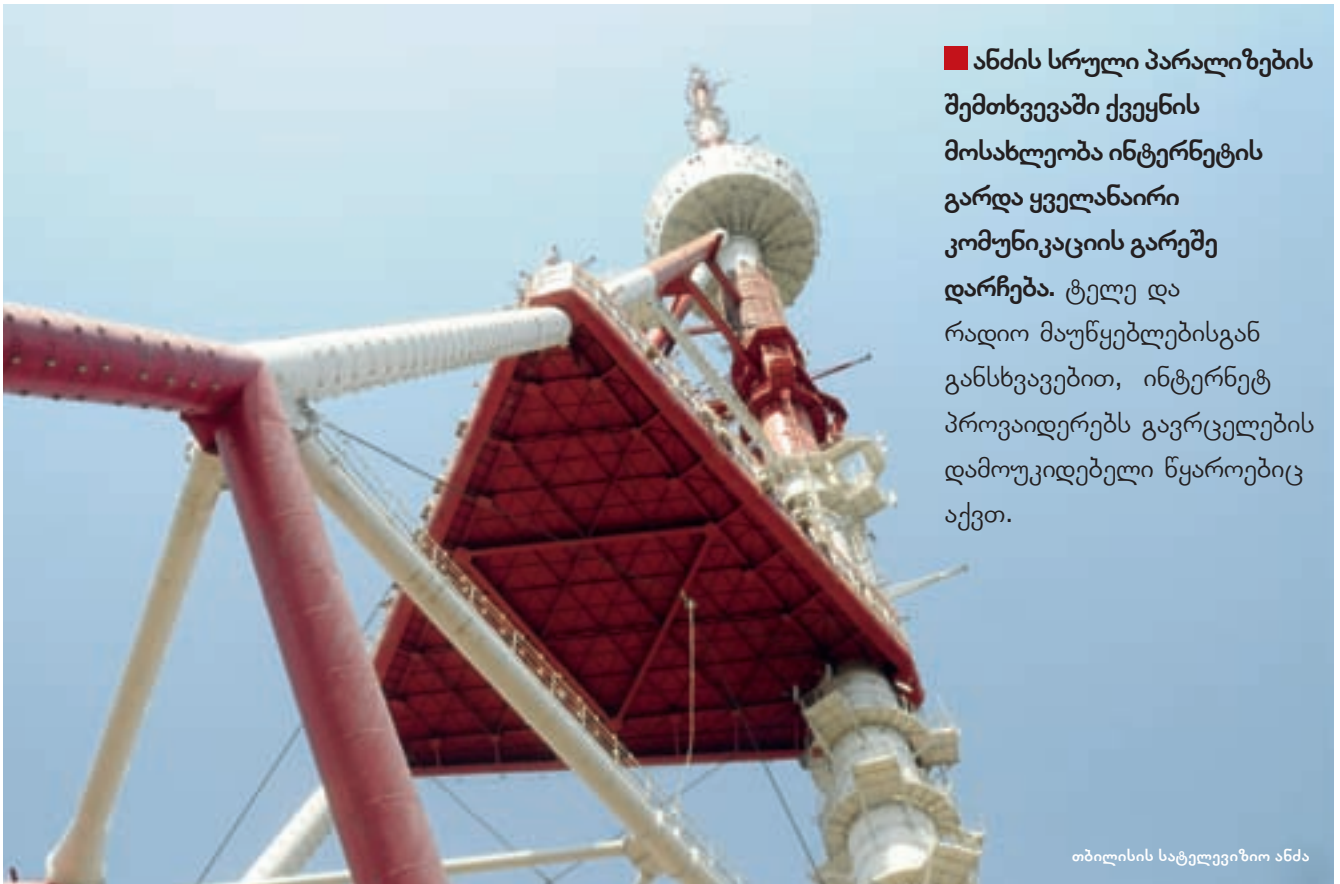 ანძის სრული პარალიზების
შემთხვევაში ქვეყნის
მოსახლეობა ინტერნეტის
გარდა ყველანაირი
კომუნიკაციის გარეშე
დარჩება. ტელე და
რადიო მაუწყებლებისგან
განსხვავებით, ინტერნეტ
პროვაიდერებს გავრცელების
დამოუკიდებელი წყაროებიც
აქვთ.
თბილისის სატელევიზიო ანძა